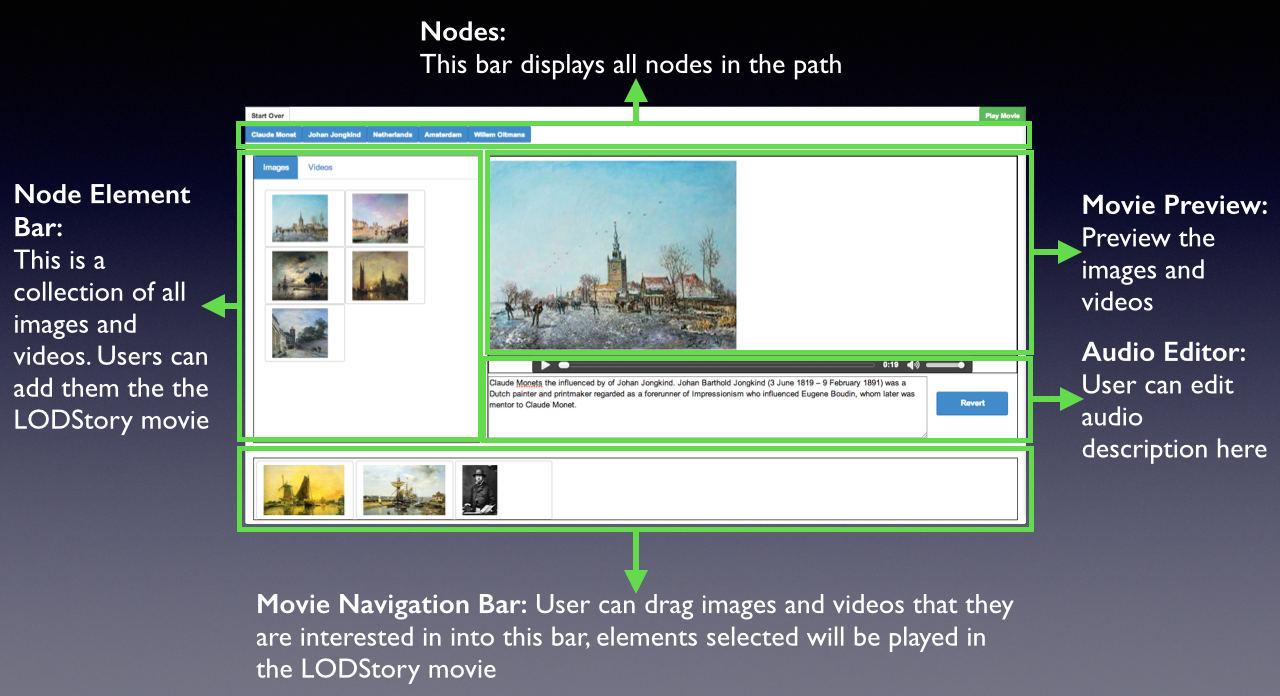 Nodes:
This bar displays all nodes in the path
Start Over
Play Movie
Claude Monet Johan Jongkind Netherlands Amsterdam Willem Oltmans
Images Videos
Node Element
Bar:
This is a
collection of all
images and
videos. Users can
add them the the
LODStory movie
Movie Preview:
Preview the
images and
videos
0:19
Claude Monets the influenced by of Johan Jongkind. Johan Barthold Jongkind (3 June 1819 – 9 February 1891) was a
Dutch painter and printmaker regarded as a forerunner of Impressionism who influenced Eugene Boudin, whom later was
mentor to Claude Monet.
Revert
Audio Editor:
User can edit
audio
description here
Movie Navigation Bar: User can drag images and videos that they
are interested in into this bar, elements selected will be played in
the LODStory movie